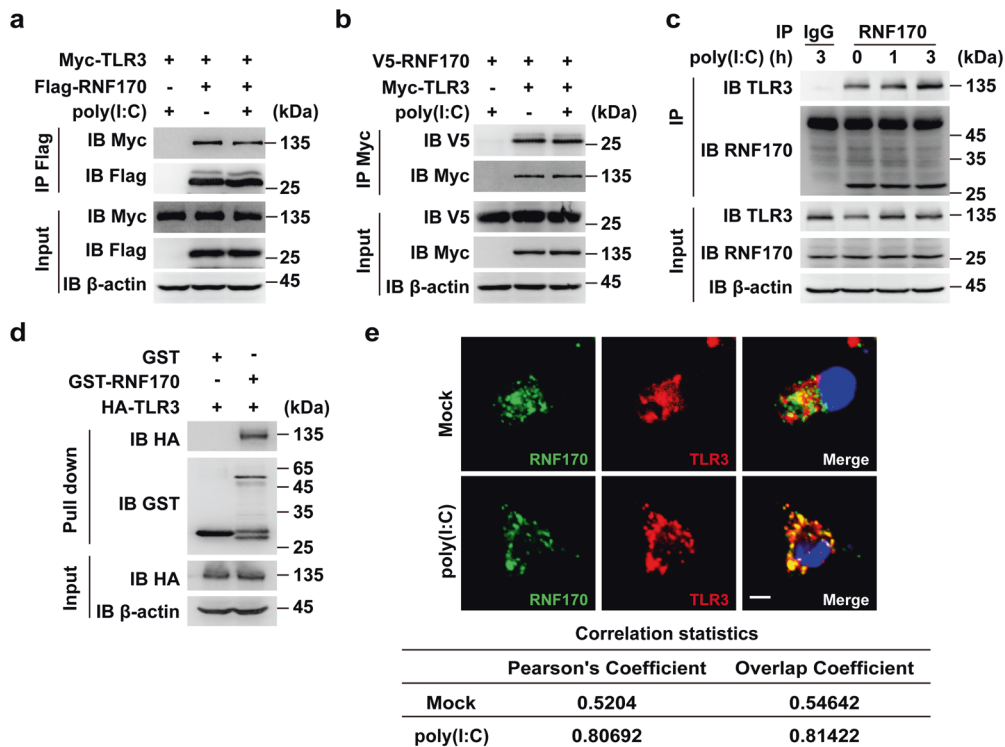 a
Myc-TLR3 + + +
Flag-RNF170 - + +
poly(I:C) + - + (kDa)
IP Flag
IB Myc 135
IB Flag 25
Input
IB Myc 135
IB Flag 25
IB β-actin 45
b
V5-RNF170 + + +
Myc-TLR3 - + +
poly(I:C) - - + (kDa)
IP Myc
IB V5 25
IB Myc 135
Input
IB V5 25
IB Myc 135
IB β-actin 45
c
IP IgG RNF170
poly(I:C) (h) 3 0 1 3 (kDa)
IP
IB TLR3 135
IB RNF170 45
35
25
Input
IB TLR3 135
IB RNF170 25
IB β-actin 45
d
GST + -
GST-RNF170 - +
HA-TLR3 + + (kDa)
Pull down
IB HA 135
IB GST 65
45
35
25
Input
IB HA 135
IB β-actin 45
e
Mock
RNF170 TLR3 Merge
poly(I:C)
RNF170 TLR3 Merge
Correlation statistics
Pearson's Coefficient Overlap Coefficient
Mock 0.5204 0.54642
poly(I:C) 0.80692 0.81422